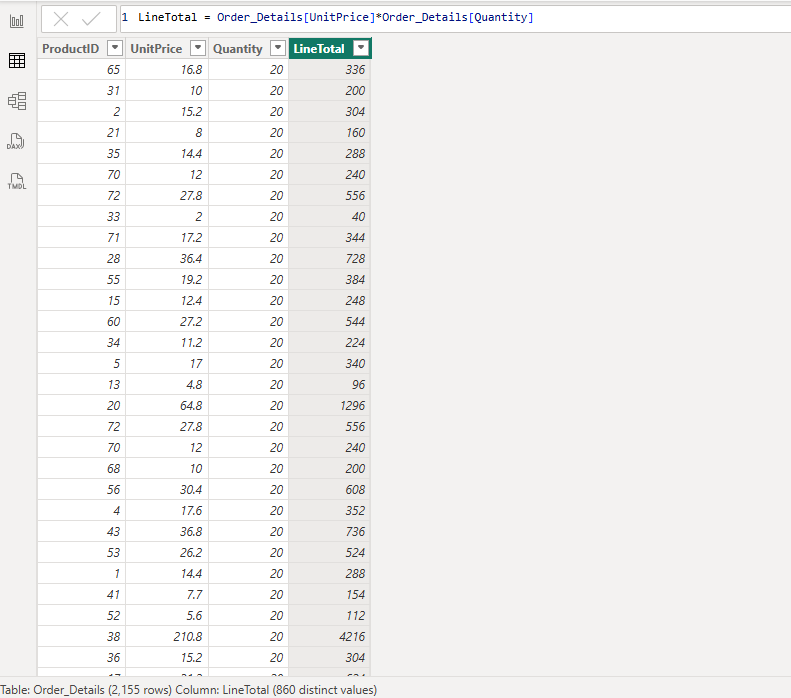 1 LineTotal = Order_Details[UnitPrice]*Order_Details[Quantity]
ProductID UnitPrice Quantity LineTotal
65 16.8 20 336
31 10 20 200
2 15.2 20 304
21 8 20 160
35 14.4 20 288
70 12 20 240
72 27.8 20 556
33 2 20 40
71 17.2 20 344
28 36.4 20 728
55 19.2 20 384
15 12.4 20 248
60 27.2 20 544
34 11.2 20 224
5 17 20 340
13 4.8 20 96
20 64.8 20 1296
72 27.8 20 556
70 12 20 240
68 10 20 200
56 30.4 20 608
4 17.6 20 352
43 36.8 20 736
53 26.2 20 524
1 14.4 20 288
41 7.7 20 154
52 5.6 20 112
38 210.8 20 4216
36 15.2 20 304
DAX
TMDL
Table: Order_Details (2,155 rows) Column: LineTotal (860 distinct values)